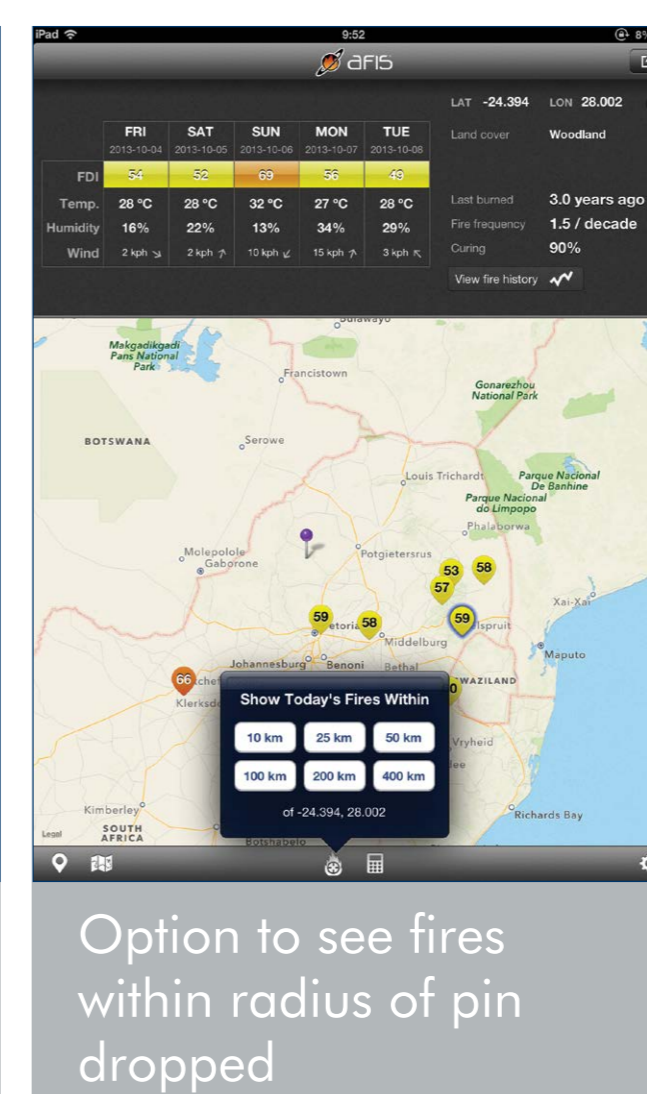 iPad 9:52 8%
afis
LAT -24.394 LON 28.002
FRI SAT SUN MON TUE
2013-10-04 2013-10-05 2013-10-06 2013-10-07 2013-10-08
Land cover Woodland
FDI 54 52 69 56 49
Temp. 28 °C 28 °C 32 °C 27 °C 28 °C
Last burned 3.0 years ago
Humidity 16% 22% 13% 34% 29%
Fire frequency 1.5 / decade
Wind 2 kph 2 kph 10 kph 15 kph 3 kph
Curing 90%
View fire history
Makgadikgadi
Pans National
Park
Francistown
Gonarezhou
National Park
BOTSWANA
Serowe
Louis Trichardt
Parque Nacional
De Banhine
Parque Nacional
do Limpopo
Phalaborwa
Molepolole
Gaborone
Potgietersrus
53 58
57
Xai-Xai
59 58 59
Middelburg
Maputo
Johannesburg Benoni Bethal
66
SWAZILAND
Show Today's Fires Within
10 km 25 km 50 km
Vryheid
100 km 200 km 400 km
Kimberley
of -24.394, 28.002
Richards Bay
Legal
SOUTH
AFRICA
Botshabelo
Option to see fires
within radius of pin
dropped